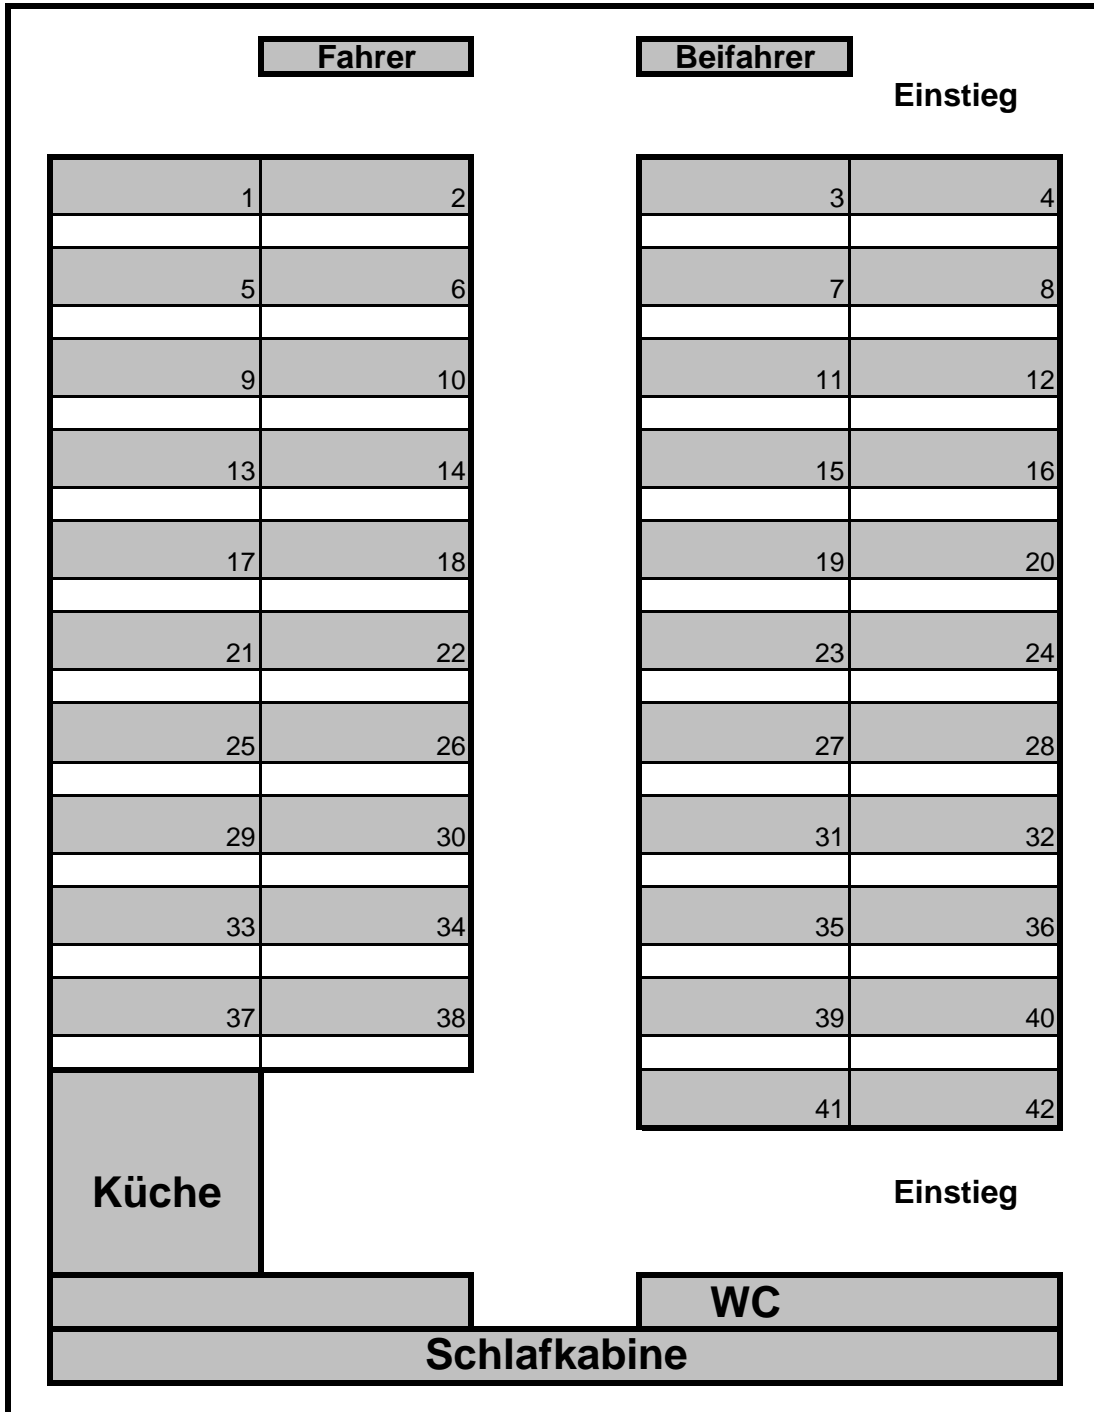 Fahrer Beifahrer
Einstieg
1 2 3 4
5 6 7 8
9 10 11 12
13 14 15 16
17 18 19 20
21 22 23 24
25 26 27 28
29 30 31 32
33 34 35 36
37 38 39 40
41 42
Küche Einstieg
WC
Schlafkabine